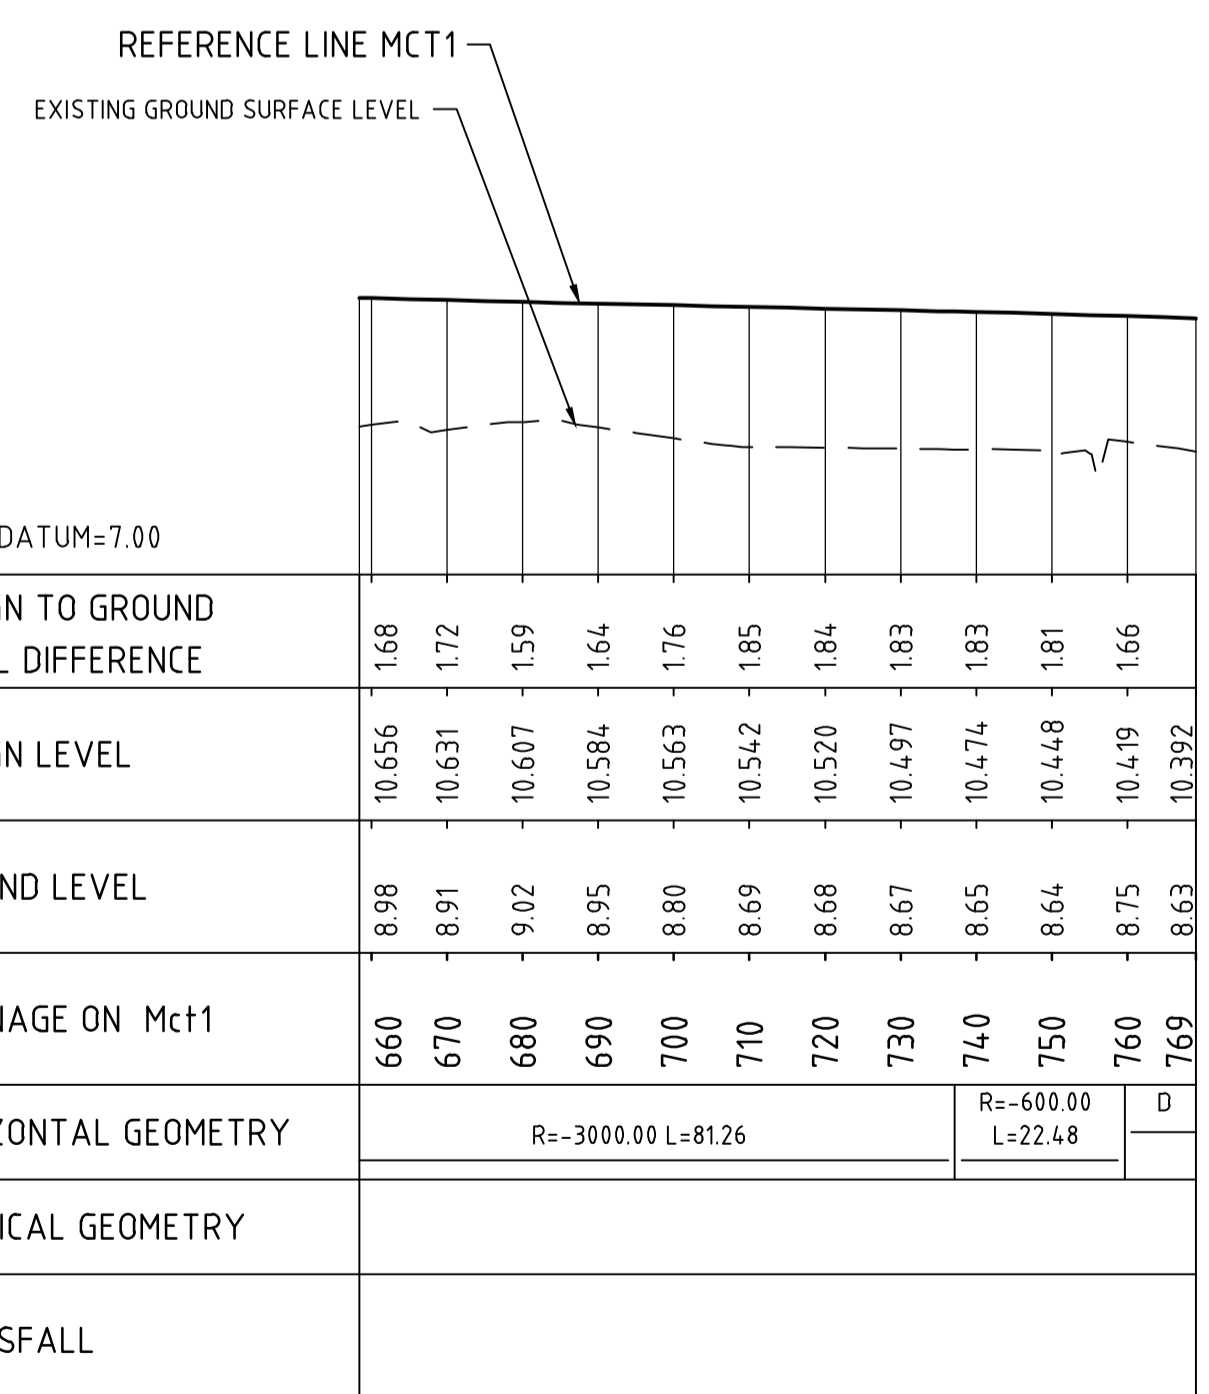 REFERENCE LINE MCT1
EXISTING GROUND SURFACE LEVEL
DATUM=7.00
GN TO GROUND
L DIFFERENCE
1.68 1.72 1.59 1.64 1.76 1.85 1.84 1.83 1.83 1.81 1.66
GN LEVEL
10.656 10.631 10.607 10.584 10.563 10.542 10.520 10.497 10.474 10.448 10.419 10.392
ND LEVEL
8.98 8.91 9.02 8.95 8.80 8.69 8.68 8.67 8.65 8.64 8.75 8.63
NAGE ON Mct1
660 670 680 690 700 710 720 730 740 750 760 769
ZONTAL GEOMETRY
R=-3000.00 L=81.26
R=-600.00
L=22.48
D
ICAL GEOMETRY
SFALL